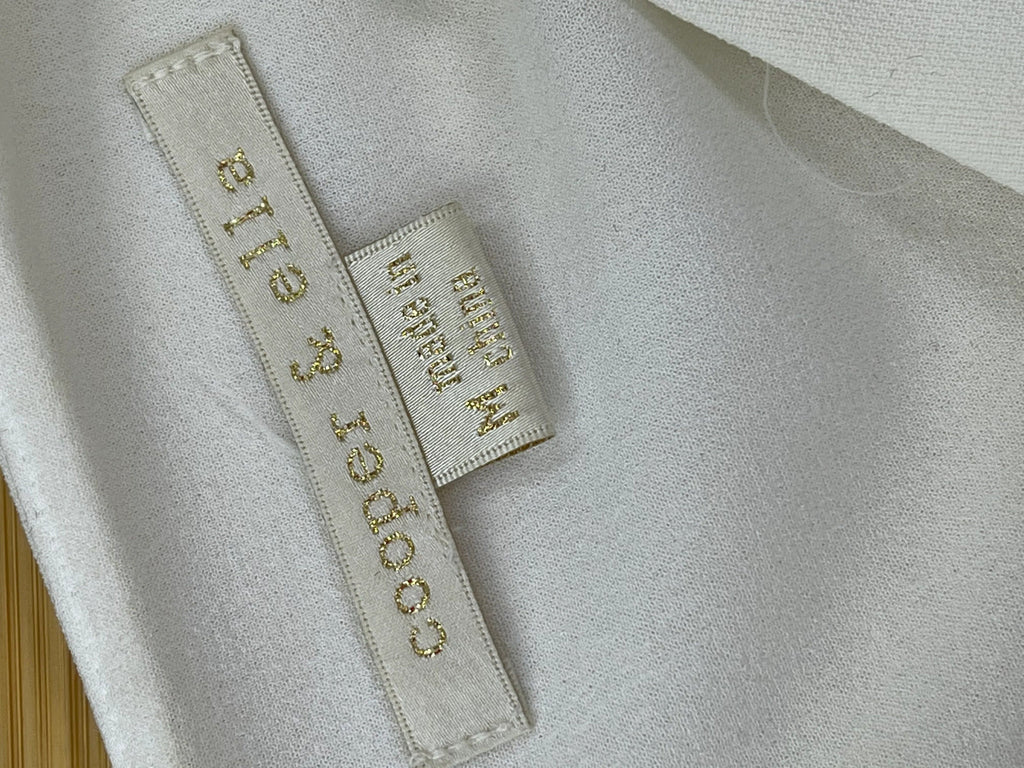 cooper & ella
made in
M China